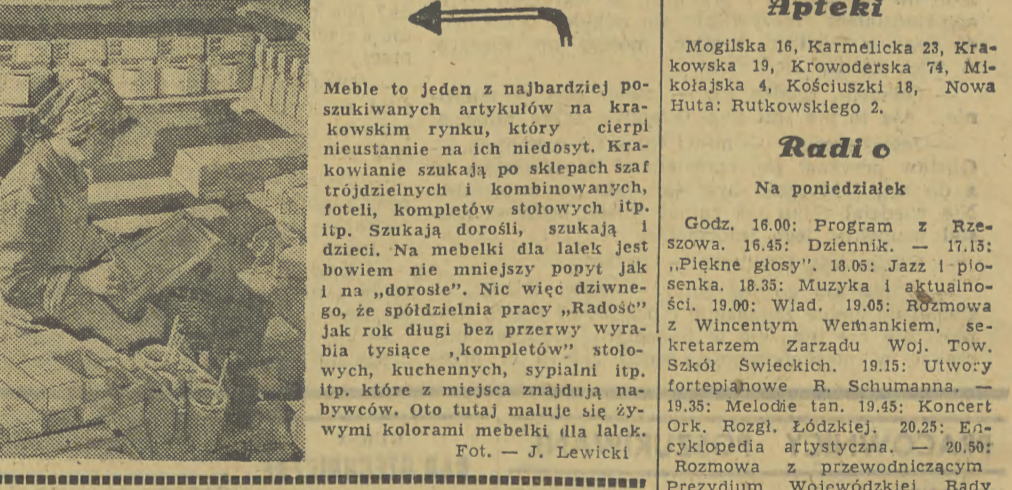 Meble to jeden z najbardziej po-
szukiwanych artykułów na kra-
kowskim rynku, który cierpi
nieustannie na ich niedosyt. Kra-
kowianie szukają po sklepach szaf
trójdzielnych i kombinowanych,
foteli, kompletów stołowych itp.
itp. Szukają dorośli, szukają i
dzieci. Na mebelki dla lalek jest
bowiem nie mniejszy popyt jak
i na „dorosłe”. Nic więc dziwne-
go, że spółdzielnia pracy „Radość”
jak rok długi bez przerwy wyra-
bia tysiące „kompletów” stoło-
wych, kuchennych, sypialni itp.
itp. które z miejsca znajdują na-
bywców. Oto tutaj maluje się ży-
wymi kolorami mebelki dla lalek.
Fot. — J. Lewicki
Apteki
Mogilska 16, Karmelicka 23, Kra-
kowska 19, Krowoderska 74, Mi-
kołajska 4, Kościuszki 18, Nowa
Huta: Rutkowskiego 2.
Radio
Na poniedziałek
Godz. 16.00: Program z Rze-
szowa. 16.45: Dziennik. — 17.15:
„Piękne głosy”. 18.05: Jazz i pio-
senka. 18.35: Muzyka i aktualno-
ści. 19.00: Wiad. 19.05: Rozmowa
z Wincentym Wernankiem, se-
kretarzem Zarządu Woj. Tow.
Szkół Świeckich. 19.15: Utwory
fortepianowe R. Schumanna. —
19.35: Melodie tan. 19.45: Koncert
Ork. Rozgł. Łódzkiej. 20.25: En-
cyklopedia artystyczna. — 20.50:
Rozmowa z przewodniczącym
Prezydium Wojewódzkiej Rady